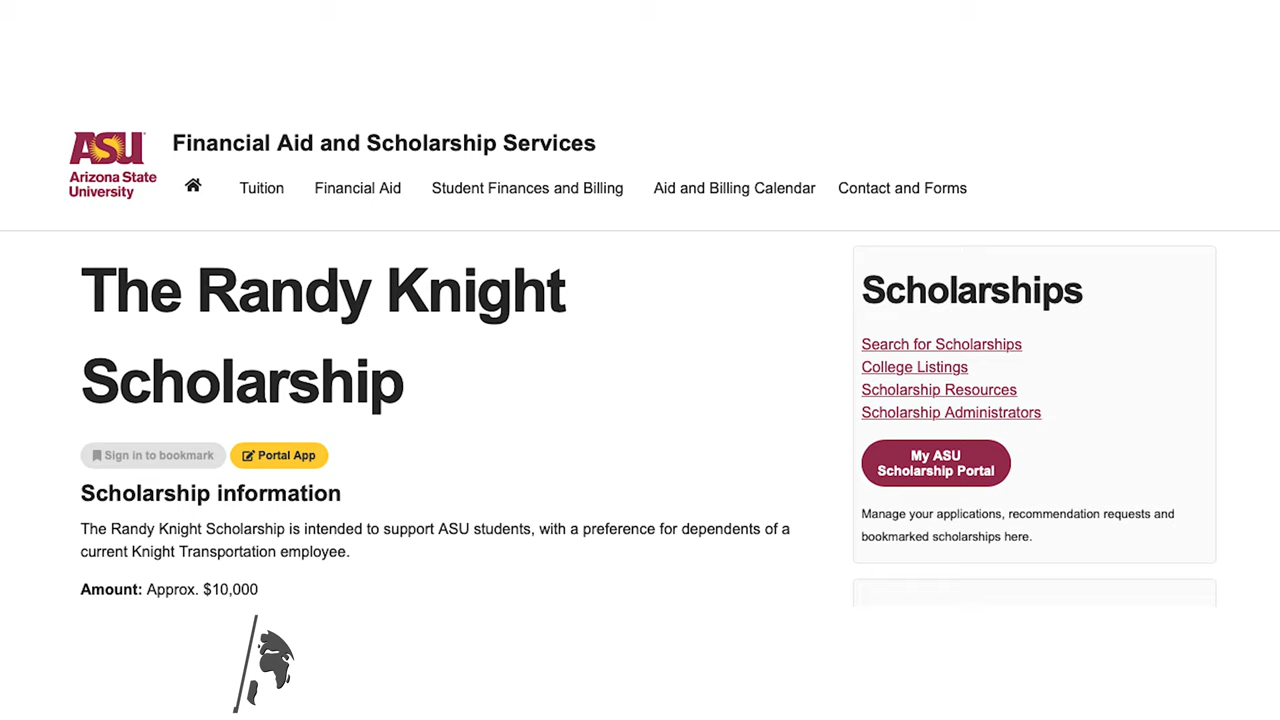 ASU
Arizona State
University
Financial Aid and Scholarship Services
Tuition Financial Aid Student Finances and Billing Aid and Billing Calendar Contact and Forms
The Randy Knight
Scholarship
Sign in to bookmark Portal App
Scholarship information
The Randy Knight Scholarship is intended to support ASU students, with a preference for dependents of a
current Knight Transportation employee.
Amount: Approx. $10,000
Scholarships
Search for Scholarships
College Listings
Scholarship Resources
Scholarship Administrators
My ASU
Scholarship Portal
Manage your applications, recommendation requests and
bookmarked scholarships here.